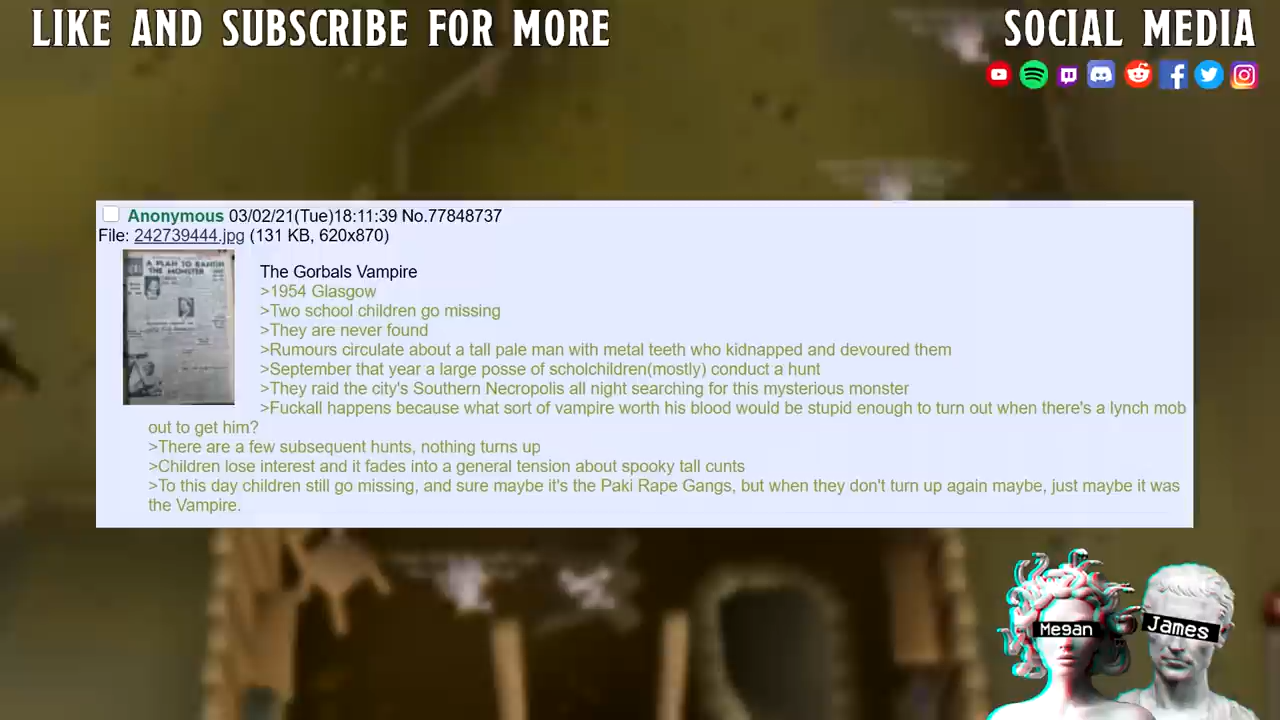 LIKE AND SUBSCRIBE FOR MORE
SOCIAL MEDIA
Anonymous 03/02/21(Tue)18:11:39 No.77848737
File: 242739444.jpg (131 KB, 620x870)
A PLAN TO BANISH
THE MONSTER
The Gorbals Vampire
>1954 Glasgow
>Two school children go missing
>They are never found
>Rumours circulate about a tall pale man with metal teeth who kidnapped and devoured them
>September that year a large posse of scholchildren(mostly) conduct a hunt
>They raid the city's Southern Necropolis all night searching for this mysterious monster
>Fuckall happens because what sort of vampire worth his blood would be stupid enough to turn out when there's a lynch mob
out to get him?
>There are a few subsequent hunts, nothing turns up
>Children lose interest and it fades into a general tension about spooky tall cunts
>To this day children still go missing, and sure maybe it's the Paki Rape Gangs, but when they don't turn up again maybe, just maybe it was
the Vampire.
Megan
James